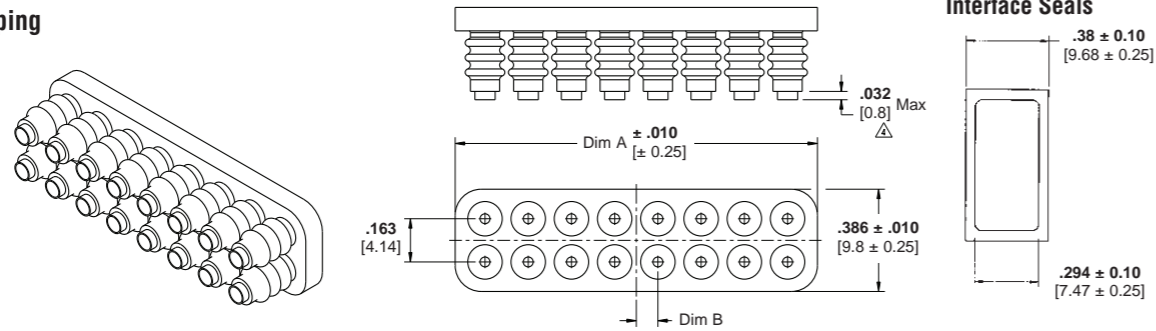 ping
Interface Seals
.38 ± 0.10
[9.68 ± 0.25]
.032
[0.8] Max
4
Dim A ± .010
[± 0.25]
.163
[4.14]
.386 ± .010
[9.8 ± 0.25]
.294 ± 0.10
[7.47 ± 0.25]
Dim B